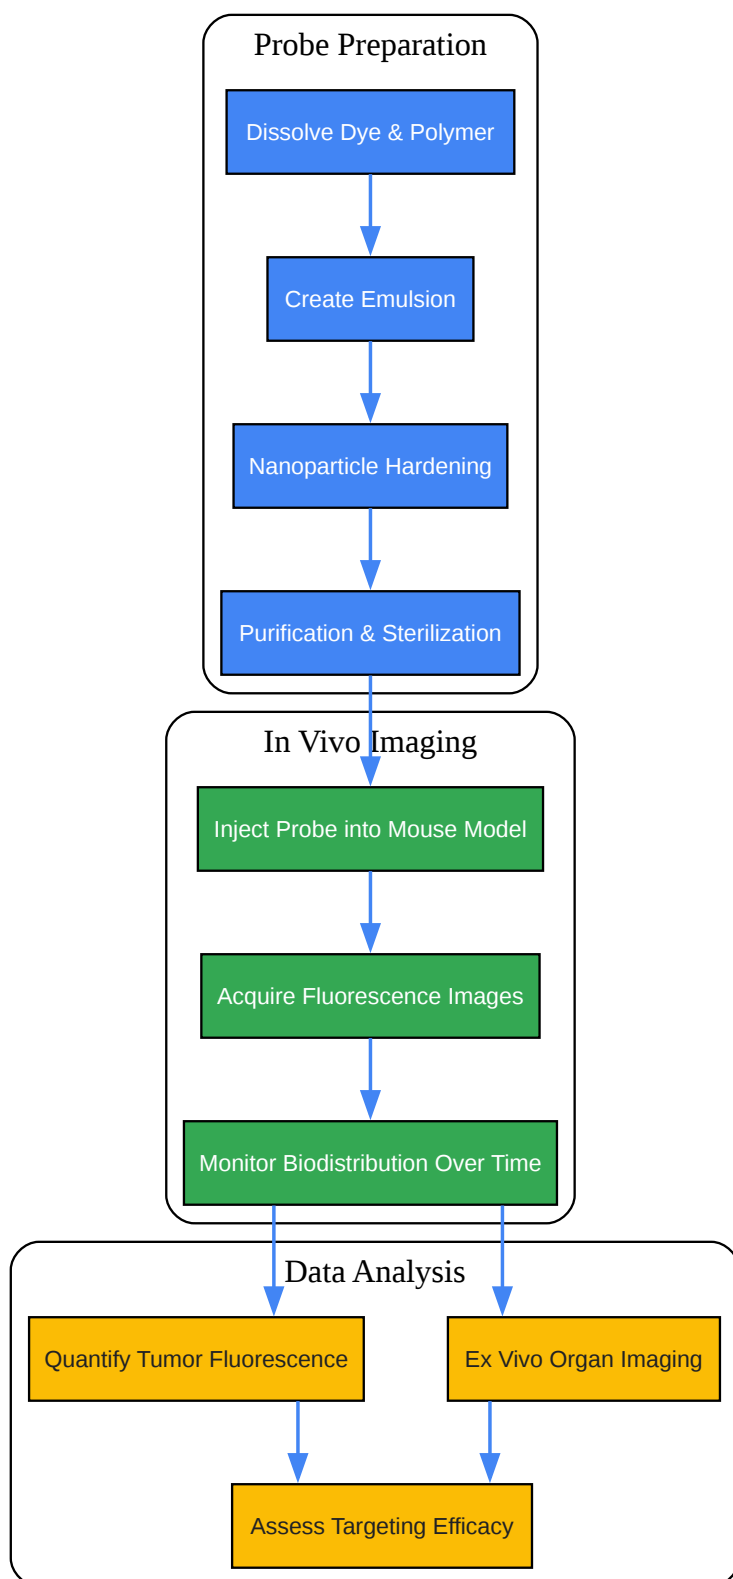 Probe Preparation
Dissolve Dye & Polymer
Create Emulsion
Nanoparticle Hardening
Purification & Sterilization
In Vivo Imaging
Inject Probe into Mouse Model
Acquire Fluorescence Images
Monitor Biodistribution Over Time
Data Analysis
Quantify Tumor Fluorescence
Ex Vivo Organ Imaging
Assess Targeting Efficacy